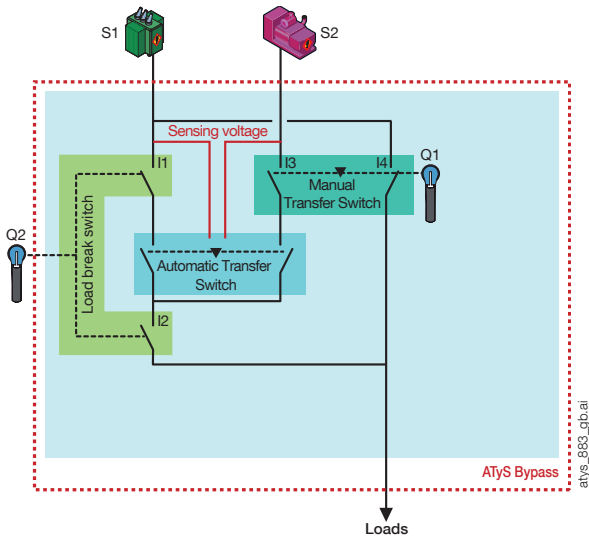 S1
S2
Sensing voltage
I1
I3
I4
Q1
Manual
Transfer Switch
Q2
Load break switch
Automatic Transfer
Switch
I2
ATyS Bypass
atys_883_gb.ai
Loads